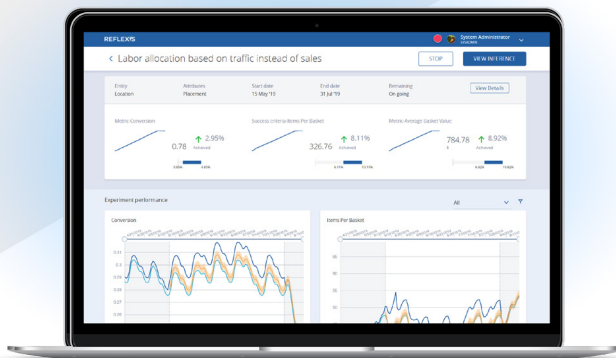 REFLEXIS
System Administrator
Labor allocation based on traffic instead of sales
STOP
VIEW INFERENCE
Entity
Location
Attributes
Placement
Start date
15 May '19
End date
31 Jul '19
Remaining
On going
View Details
Metric Conversion
0.78
2.95%
Achieved
Success criteria Items Per Basket
326.76
8.11%
Achieved
Metric Average Basket Value
784.78
8.92%
Achieved
Experiment performance
All
Conversion
Items Per Basket